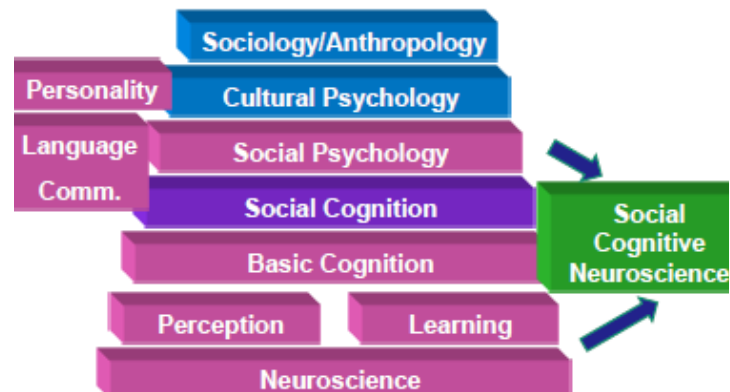 Sociology/Anthropology
Personality
Cultural Psychology
Language
Comm.
Social Psychology
Social Cognition
Social
Cognitive
Neuroscience
Basic Cognition
Perception
Learning
Neuroscience